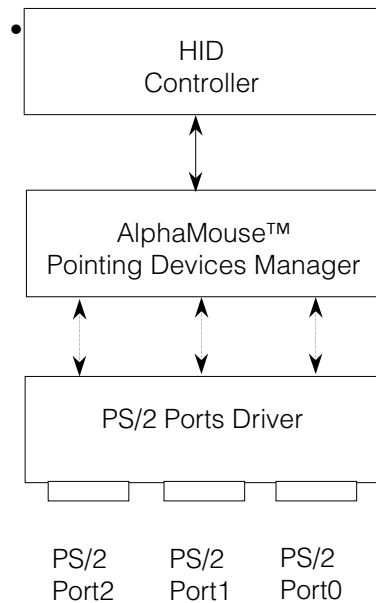 •
HID
Controller
AlphaMouse™
Pointing Devices Manager
PS/2 Ports Driver
PS/2 PS/2 PS/2
Port2 Port1 Port0